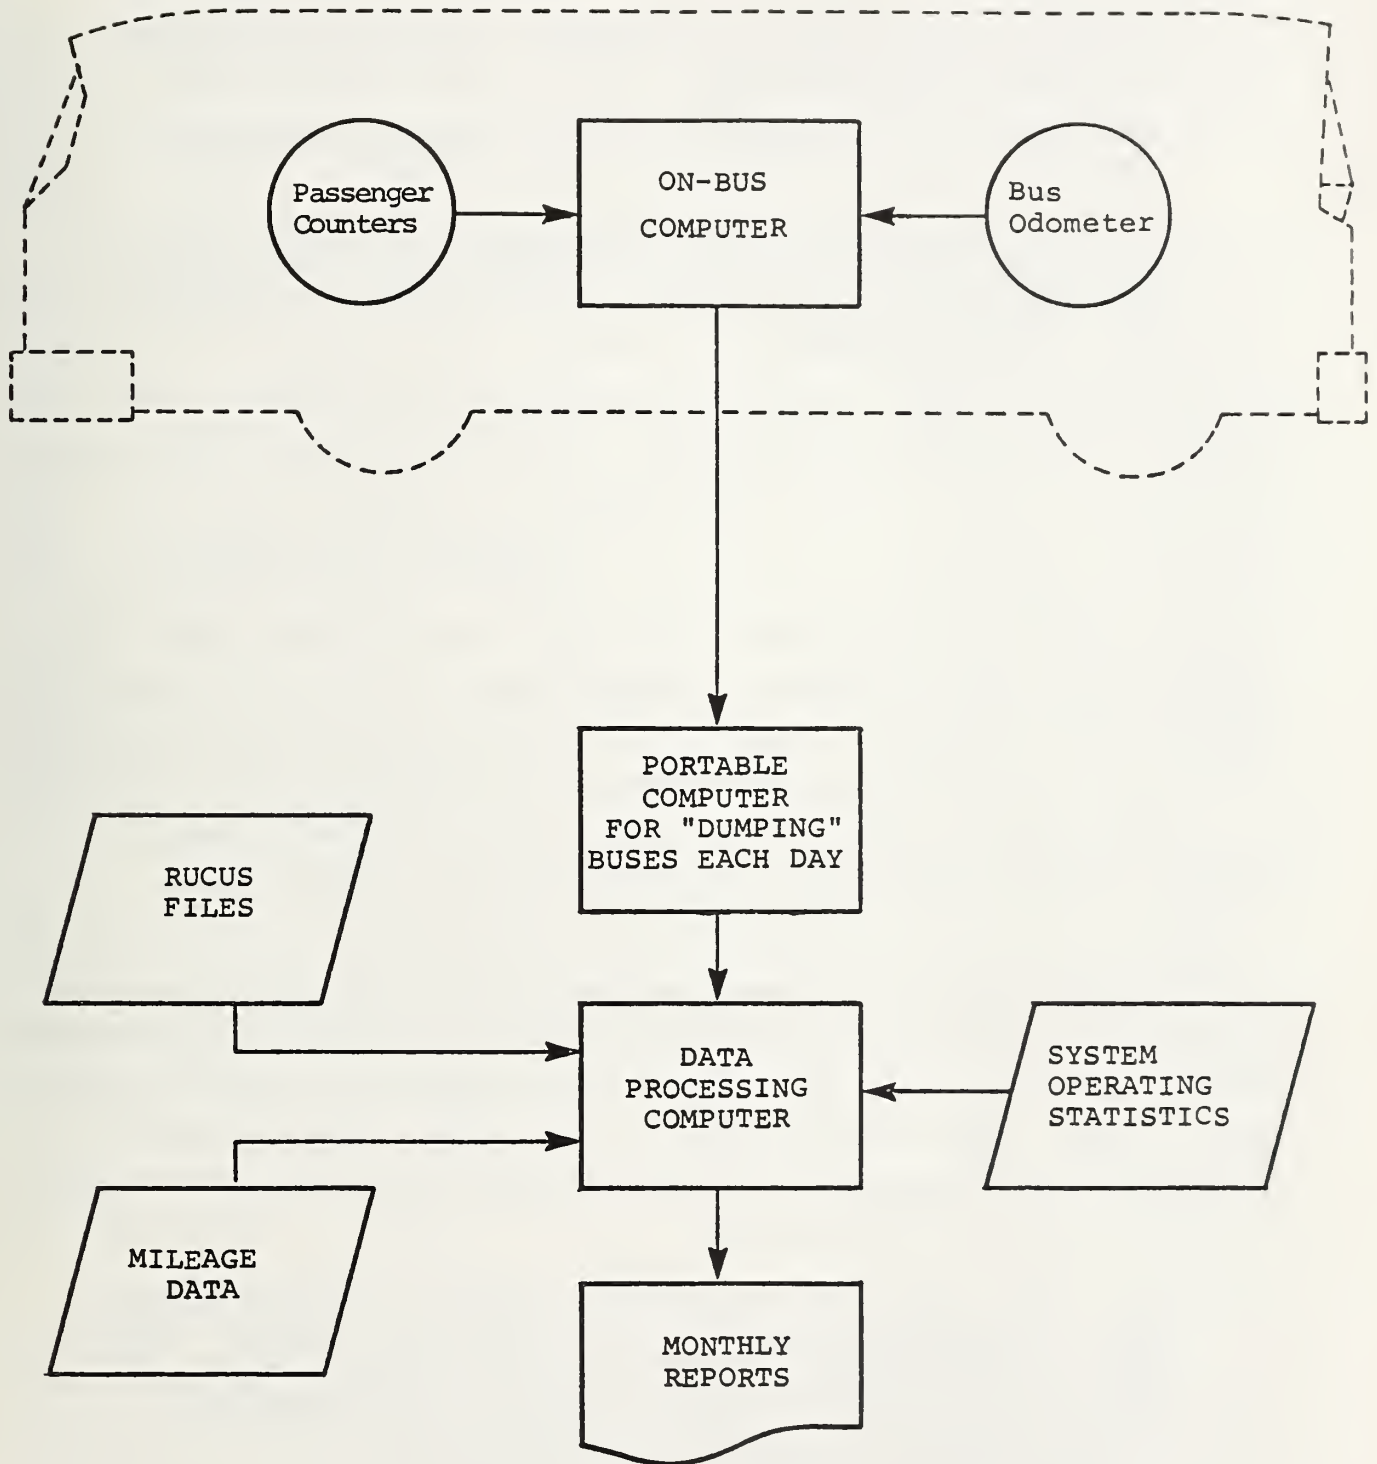 Passenger
Counters
ON-BUS
COMPUTER
Bus
Odometer
PORTABLE
COMPUTER
FOR "DUMPING"
BUSES EACH DAY
RUCUS
FILES
DATA
PROCESSING
COMPUTER
SYSTEM
OPERATING
STATISTICS
MILEAGE
DATA
MONTHLY
REPORTS